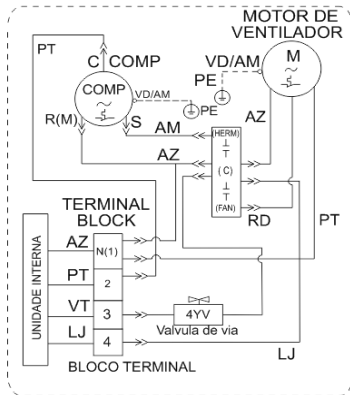 MOTOR DE
VENTILADOR
PT
C COMP
VD/AM
M
COMP
VD/AM
PE
PE
R(M)
S
AM
AZ
(HERM)
AZ
(C)
(FAN)
RD
PT
TERMINAL
BLOCK
UNIDADE INTERNA
AZ
N(1)
PT
2
VT
3
4YV
LJ
4
Valvula de via
LJ
BLOCO TERMINAL